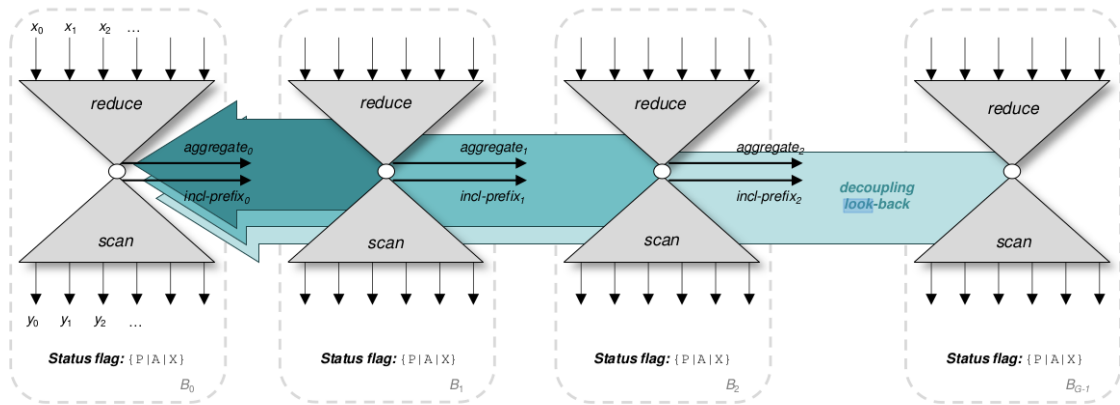 x0 x1 x2 ...
reduce reduce reduce reduce
aggregate0 aggregate1 aggregate2
incl-prefix0 incl-prefix1 incl-prefix2
decoupling
look-back
scan scan scan scan
y0 y1 y2 ...
Status flag: {P|A|X} Status flag: {P|A|X} Status flag: {P|A|X} Status flag: {P|A|X}
B0 B1 B2 BG-1